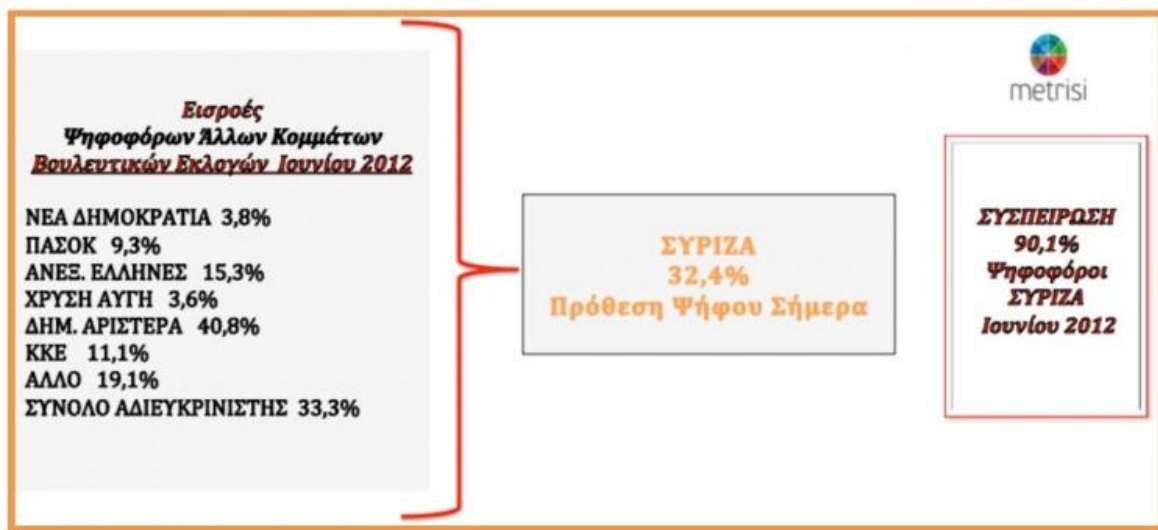 Εισροές
Ψηφοφόρων Άλλων Κομμάτων
Βουλευτικών Εκλογών Ιουνίου 2012
ΝΕΑ ΔΗΜΟΚΡΑΤΙΑ 3,8%
ΠΑΣΟΚ 9,3%
ΑΝΕΞ. ΕΛΛΗΝΕΣ 15,3%
ΧΡΥΣΗ ΑΥΓΗ 3,6%
ΔΗΜ. ΑΡΙΣΤΕΡΑ 40,8%
ΚΚΕ 11,1%
ΑΛΛΟ 19,1%
ΣΥΝΟΛΟ ΑΔΙΕΥΚΡΙΝΙΣΤΗΣ 33,3%
ΣΥΡΙΖΑ
32,4%
Πρόθεση Ψήφου Σήμερα
metrisi
ΣΥΣΠΕΙΡΩΣΗ
90,1%
Ψηφοφόροι
ΣΥΡΙΖΑ
Ιουνίου 2012